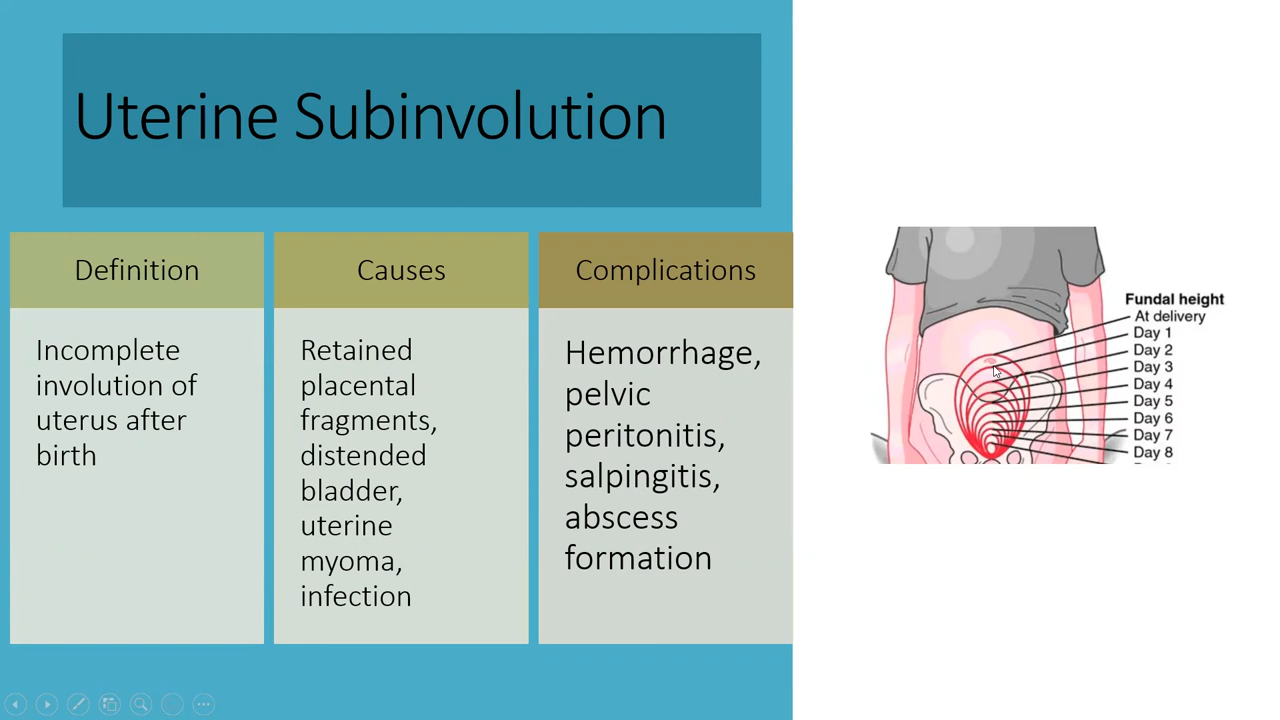 Uterine Subinvolution
Definition
Incomplete
involution of
uterus after
birth
Causes
Retained
placental
fragments,
distended
bladder,
uterine
myoma,
infection
Complications
Hemorrhage,
pelvic
peritonitis,
salpingitis,
abscess
formation
Fundal height
At delivery
Day 1
Day 2
Day 3
Day 4
Day 5
Day 6
Day 7
Day 8